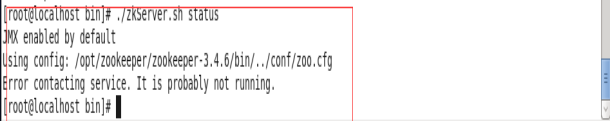 [root@localhost bin]# ./zkServer.sh status
JMX enabled by default
Using config: /opt/zookeeper/zookeeper-3.4.6/bin/../conf/zoo.cfg
Error contacting service. It is probably not running.
[root@localhost bin]#